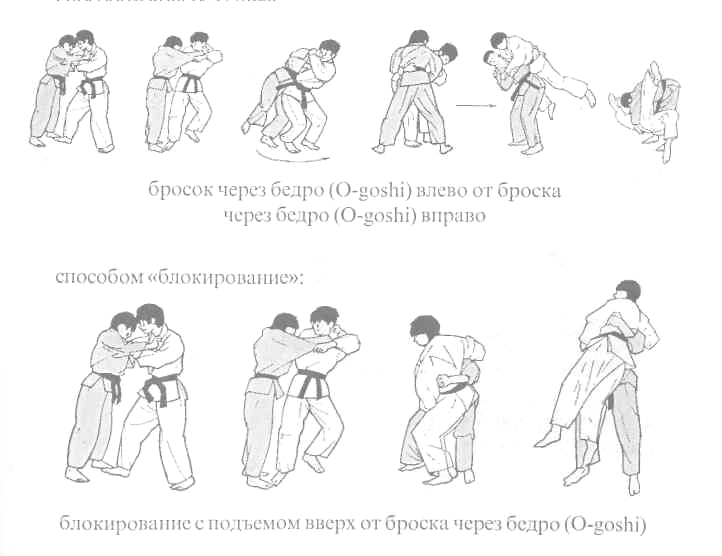 бросок через бедро (O-goshi) влево от броска
через бедро (O-goshi) вправо
способом «блокирование»:
блокирование с подъемом вверх от броска через бедро (O-goshi)